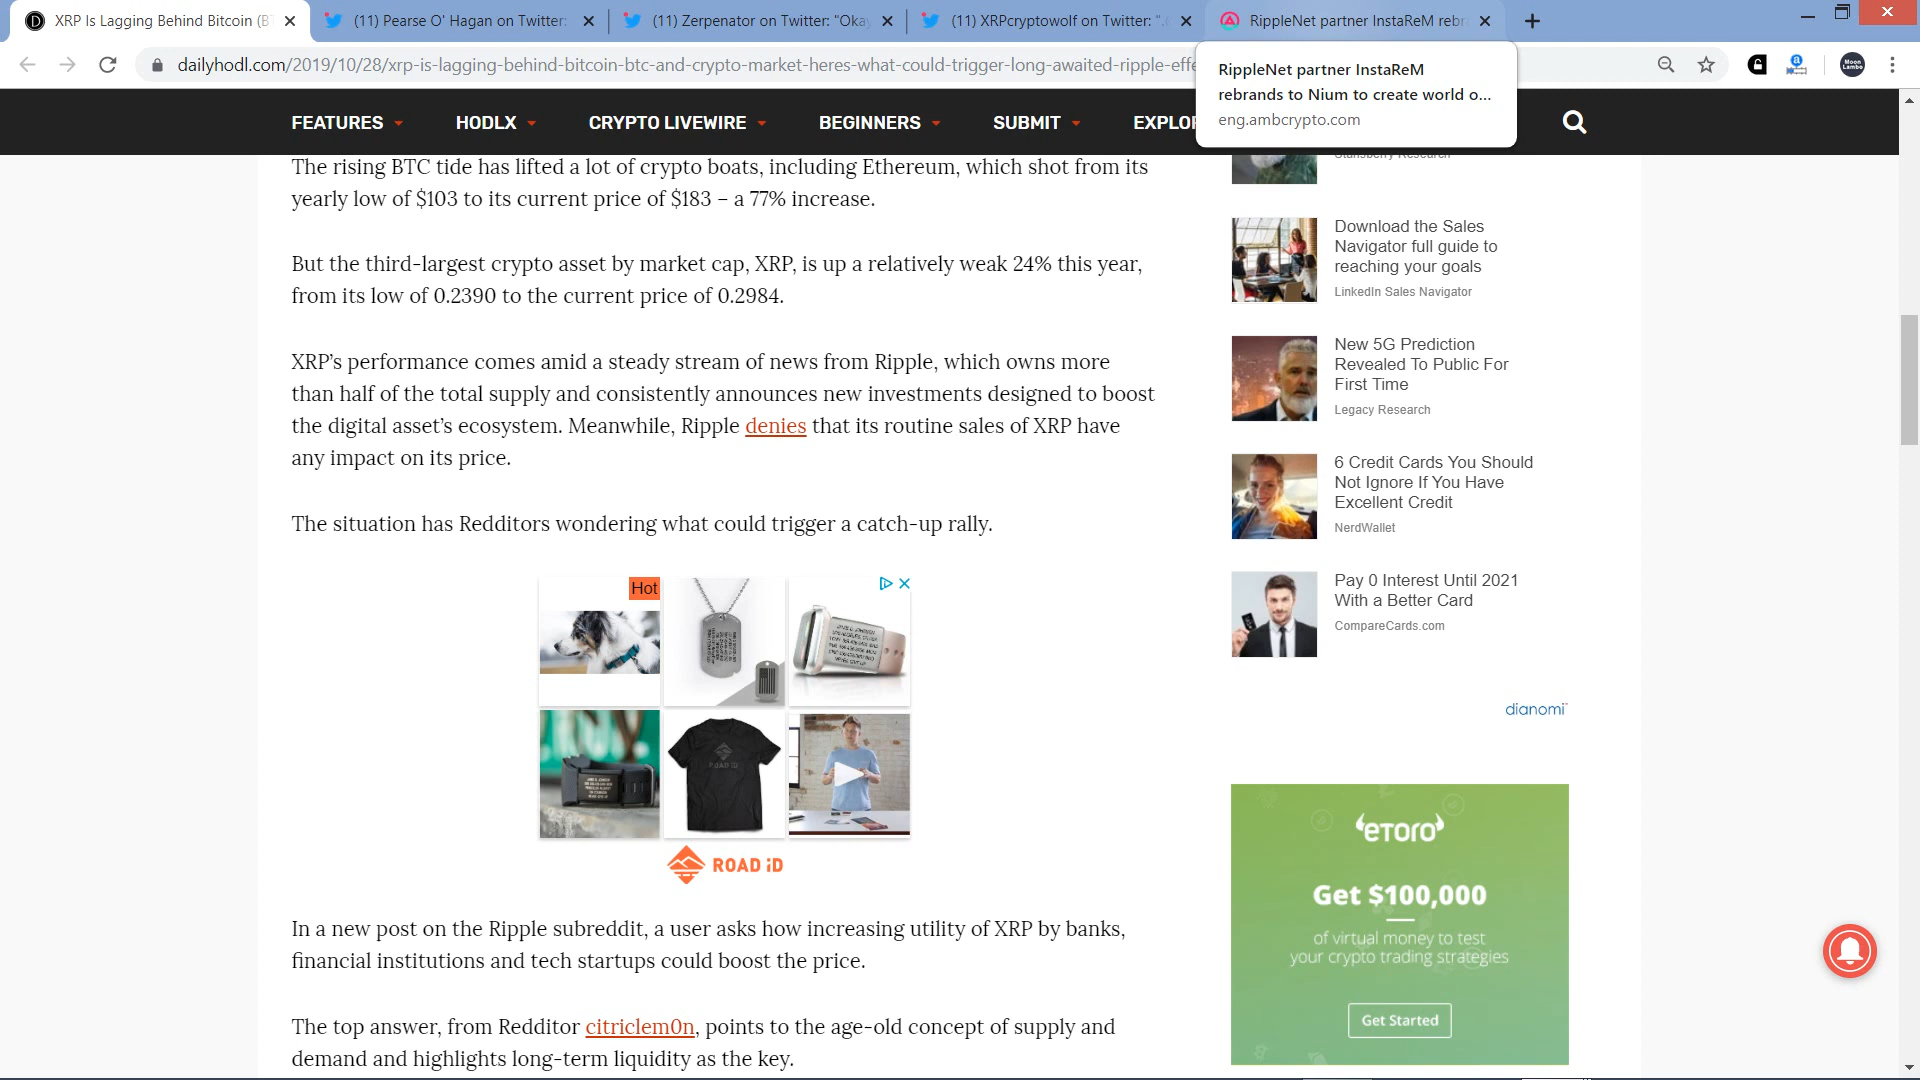 XRP Is Lagging Behind Bitcoin (BT
(11) Pearse O' Hagan on Twitter:
(11) Zerpenator on Twitter: "Okay
(11) XRPcryptowolf on Twitter: ".
RippleNet partner InstaReM rebr
dailyhodl.com/2019/10/28/xrp-is-lagging-behind-bitcoin-btc-and-crypto-market-heres-what-could-trigger-long-awaited-ripple-effe
RippleNet partner InstaReM
rebrands to Nium to create world o...
eng.ambcrypto.com
Moon
Lambo
FEATURES
HODLX
CRYPTO LIVEWIRE
BEGINNERS
SUBMIT
EXPLOR
The rising BTC tide has lifted a lot of crypto boats, including Ethereum, which shot from its
yearly low of $103 to its current price of $183 – a 77% increase.
But the third-largest crypto asset by market cap, XRP, is up a relatively weak 24% this year,
from its low of 0.2390 to the current price of 0.2984.
XRP's performance comes amid a steady stream of news from Ripple, which owns more
than half of the total supply and consistently announces new investments designed to boost
the digital asset's ecosystem. Meanwhile, Ripple denies that its routine sales of XRP have
any impact on its price.
The situation has Redditors wondering what could trigger a catch-up rally.
Hot
ROAD iD
ROAD iD
In a new post on the Ripple subreddit, a user asks how increasing utility of XRP by banks,
financial institutions and tech startups could boost the price.
The top answer, from Redditor citriclem0n, points to the age-old concept of supply and
demand and highlights long-term liquidity as the key.
Stansberry Research
Download the Sales
Navigator full guide to
reaching your goals
LinkedIn Sales Navigator
New 5G Prediction
Revealed To Public For
First Time
Legacy Research
6 Credit Cards You Should
Not Ignore If You Have
Excellent Credit
NerdWallet
Pay 0 Interest Until 2021
With a Better Card
CompareCards.com
dianomi
eToro
Get $100,000
of virtual money to test
your crypto trading strategies
Get Started